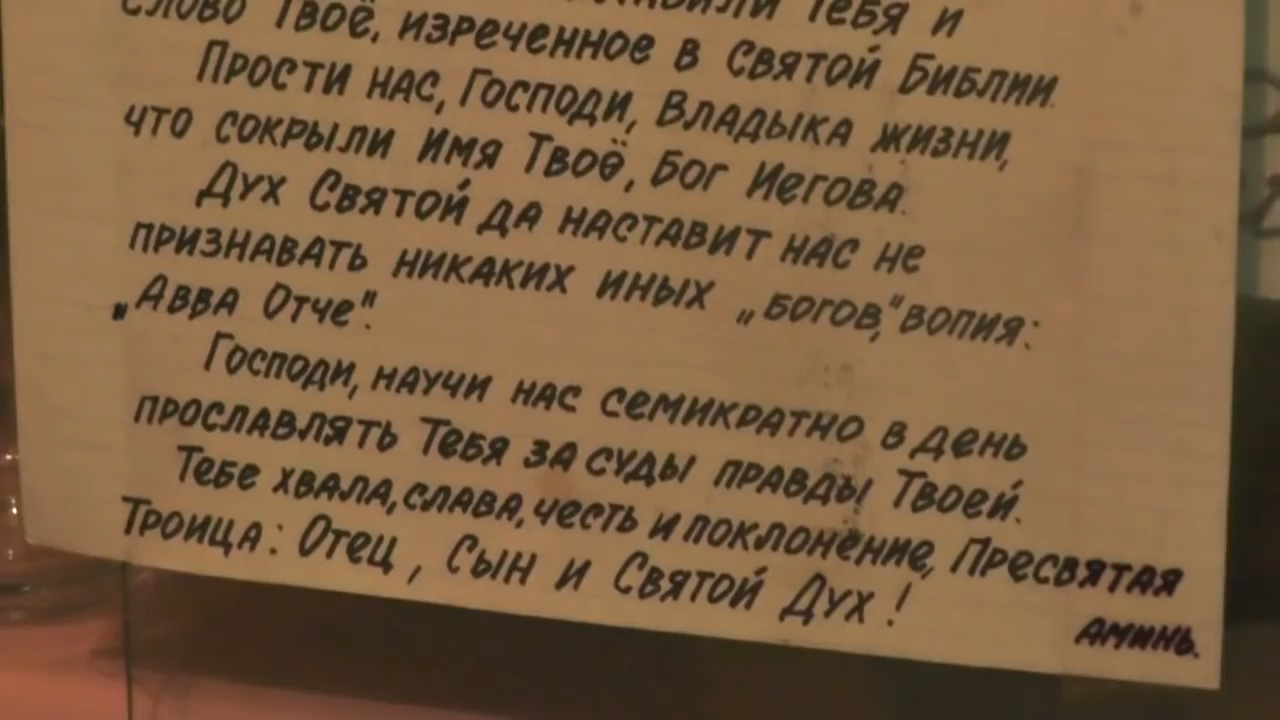 Тебя и
Слово Твоё, изреченное в Святой Библии.
Прости нас, Господи, Владыка жизни,
что сокрыли Имя Твоё, Бог Иегова.
Дух Святой да наставит нас не
признавать никаких иных „богов,“ вопия:
„Авва Отче“.
Господи, научи нас семикратно в день
прославлять Тебя за суды правды Твоей.
Тебе хвала, слава, честь и поклонение, Пресвятая
Троица: Отец, Сын и Святой Дух!
Аминь.